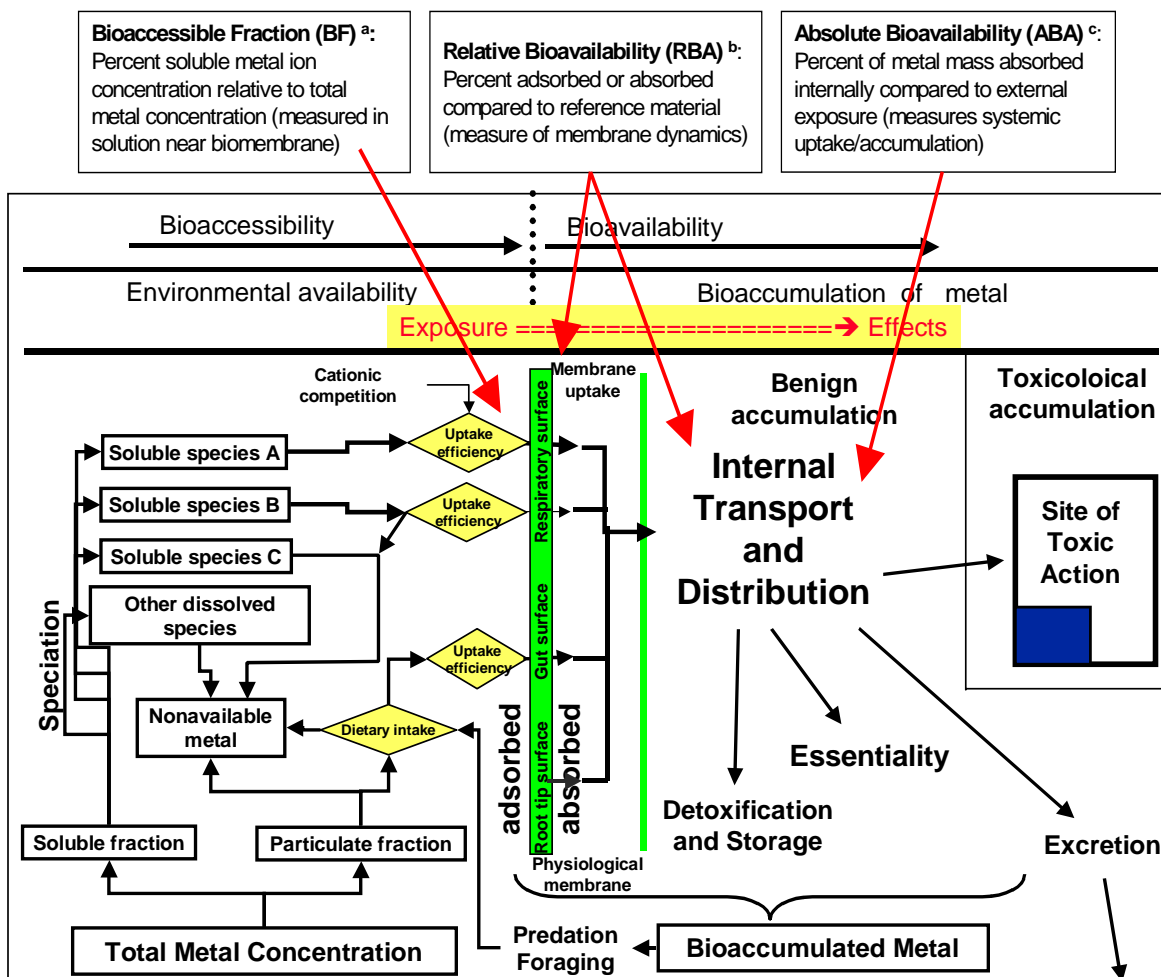 Bioaccessible Fraction (BF) a:
Percent soluble metal ion
concentration relative to total
metal concentration (measured in
solution near biomembrane)
Relative Bioavailability (RBA) b:
Percent adsorbed or absorbed
compared to reference material
(measure of membrane dynamics)
Absolute Bioavailability (ABA) c:
Percent of metal mass absorbed
internally compared to external
exposure (measures systemic
uptake/accumulation)
Bioaccessibility
Bioavailability
Environmental availability
Bioaccumulation of metal
Exposure ======================➔ Effects
Cationic
competition
Membrane
uptake
Benign
accumulation
Toxicoloical
accumulation
Soluble species A
Soluble species B
Soluble species C
Other dissolved
species
Speciation
Nonavailable
metal
Uptake
efficiency
Uptake
efficiency
Uptake
efficiency
Dietary intake
Respiratory surface
Gut surface
Root tip surface
adsorbed
absorbed
Internal
Transport
and
Distribution
Site of
Toxic
Action
Essentiality
Detoxification
and Storage
Excretion
Soluble fraction
Particulate fraction
Physiological
membrane
Total Metal Concentration
Predation
Foraging
Bioaccumulated Metal